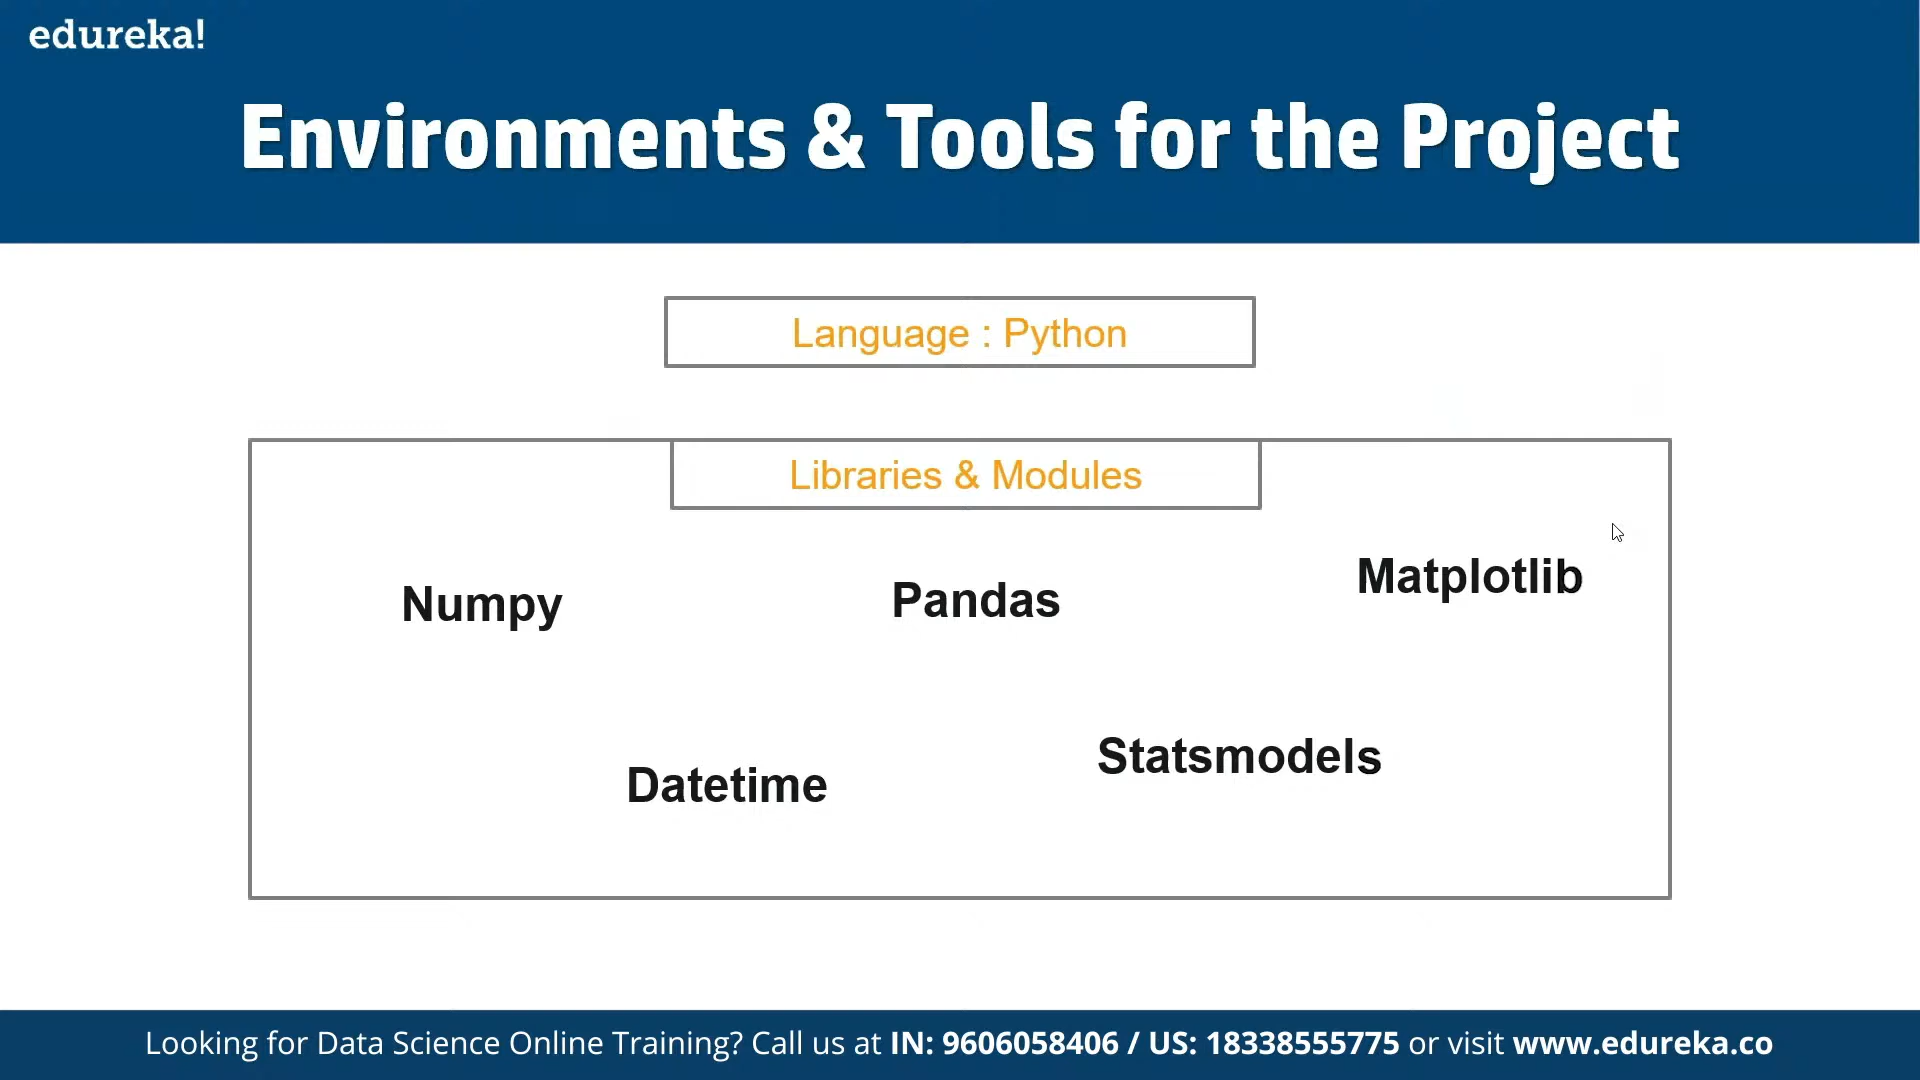 edureka!
Environments & Tools for the Project
Language : Python
Libraries & Modules
Numpy
Pandas
Matplotlib
Datetime
Statsmodels
Looking for Data Science Online Training? Call us at IN: 9606058406 / US: 18338555775 or visit www.edureka.co